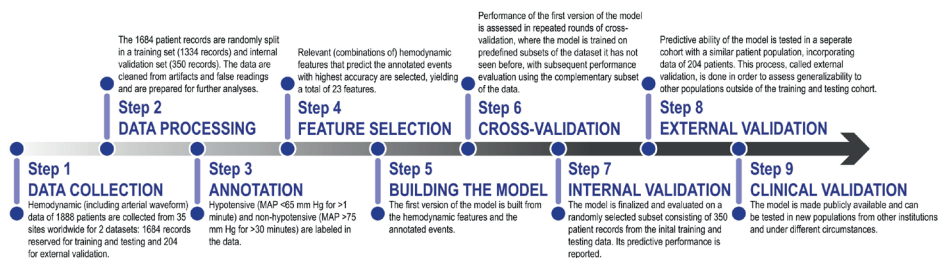 Step 1
DATA COLLECTION
Hemodynamic (including arterial waveform)
data of 1888 patients are collected from 35
sites worldwide for 2 datasets: 1684 records
reserved for training and testing and 204
for external validation.
The 1684 patient records are randomly split
in a training set (1334 records) and internal
validation set (350 records). The data are
cleaned from artifacts and false readings
and are prepared for further analyses.
Step 2
DATA PROCESSING
Step 3
ANNOTATION
Hypotensive (MAP <65 mm Hg for >1
minute) and non-hypotensive (MAP >75
mm Hg for >30 minutes) are labeled in
the data.
Relevant (combinations of) hemodynamic
features that predict the annotated events
with highest accuracy are selected, yielding
a total of 23 features.
Step 4
FEATURE SELECTION
Step 5
BUILDING THE MODEL
The first version of the model is built from
the hemodynamic features and the
annotated events.
Performance of the first version of the model
is assessed in repeated rounds of cross-
validation, where the model is trained on
predefined subsets of the dataset it has not
seen before, with subsequent performance
evaluation using the complementary subset
of the data.
Step 6
CROSS-VALIDATION
Step 7
INTERNAL VALIDATION
The model is finalized and evaluated on a
randomly selected subset consisting of 350
patient records from the inital training and
testing data. Its predictive performance is
reported.
Predictive ability of the model is tested in a seperate
cohort with a similar patient population, incorporating
data of 204 patients. This process, called external
validation, is done in order to assess generalizability to
other populations outside of the training and testing cohort.
Step 8
EXTERNAL VALIDATION
Step 9
CLINICAL VALIDATION
The model is made publicly available and can
be tested in new populations from other institutions
and under different circumstances.